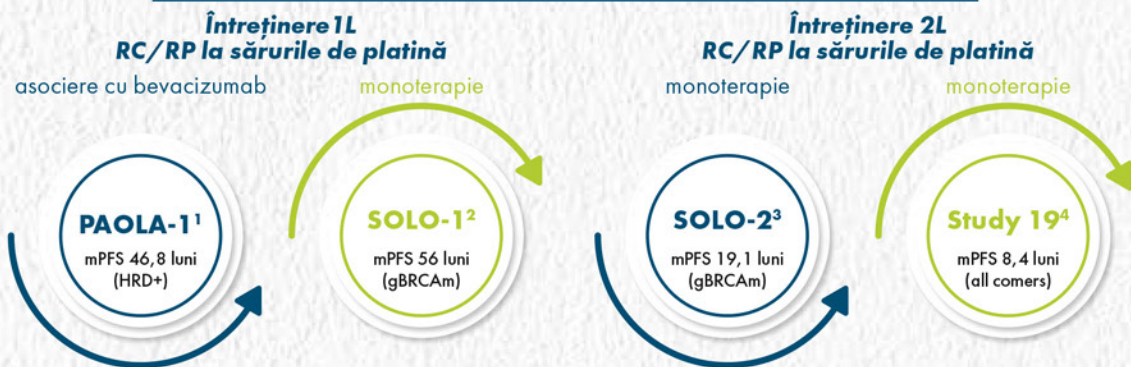 Întreținere 1L
RC/RP la sărurile de platină
asociere cu bevacizumab
monoterapie
PAOLA-1¹
mPFS 46,8 luni
(HRD+)
SOLO-1²
mPFS 56 luni
(gBRCAm)
Întreținere 2L
RC/RP la sărurile de platină
monoterapie
monoterapie
SOLO-2³
mPFS 19,1 luni
(gBRCAm)
Study 19⁴
mPFS 8,4 luni
(all comers)